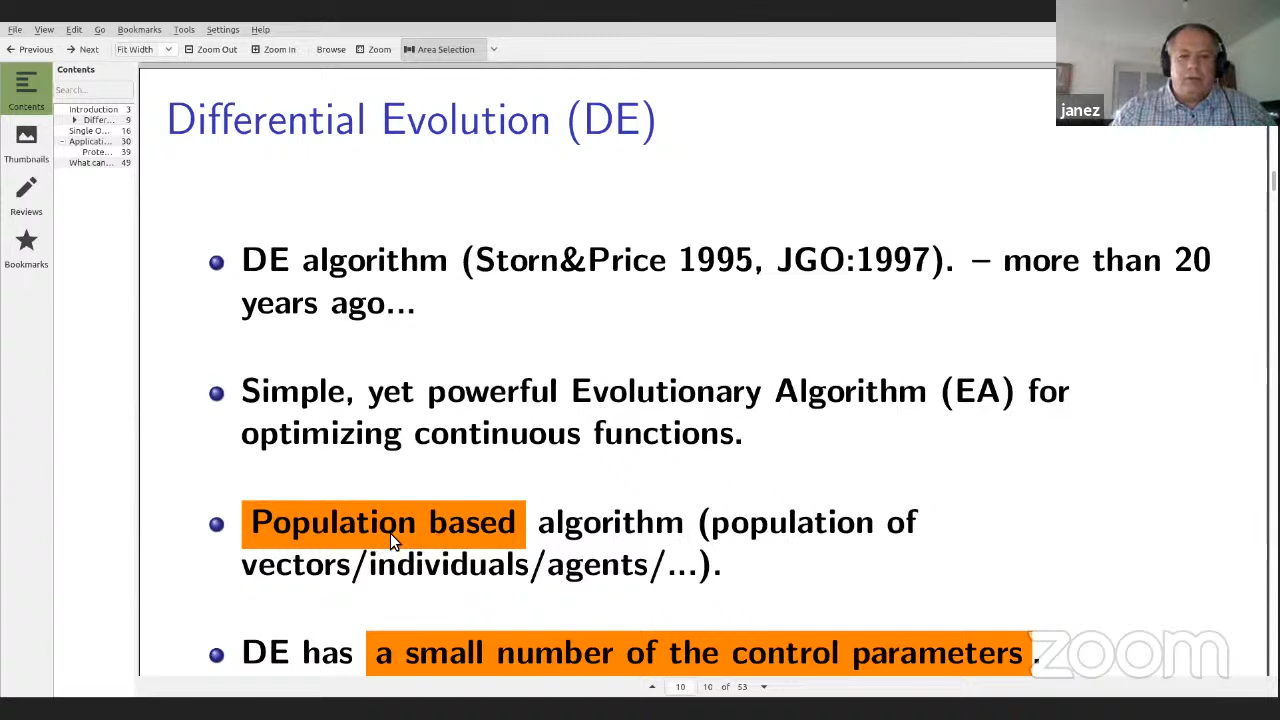 File View Edit Go Bookmarks Tools Settings Help
Previous Next Fit Width Zoom Out Zoom In Browse Zoom Area Selection
Contents
Search...
Introduction 3
Differ... 9
Single O... 16
Applicati... 30
Prote... 39
What can... 49
Contents
Thumbnails
Reviews
Bookmarks
janez
Differential Evolution (DE)
DE algorithm (Storn&Price 1995, JGO:1997). – more than 20
years ago...
Simple, yet powerful Evolutionary Algorithm (EA) for
optimizing continuous functions.
Population based algorithm (population of
vectors/individuals/agents/...).
DE has a small number of the control parameters .
zoom
10 10 of 53